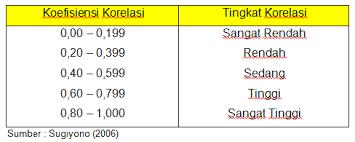 Koefisiensi Korelasi Tingkat Korelasi
0,00 – 0,199 Sangat Rendah
0,20 – 0,399 Rendah
0,40 – 0,599 Sedang
0,60 – 0,799 Tinggi
0,80 – 1,000 Sangat Tinggi
Sumber : Sugiyono (2006)